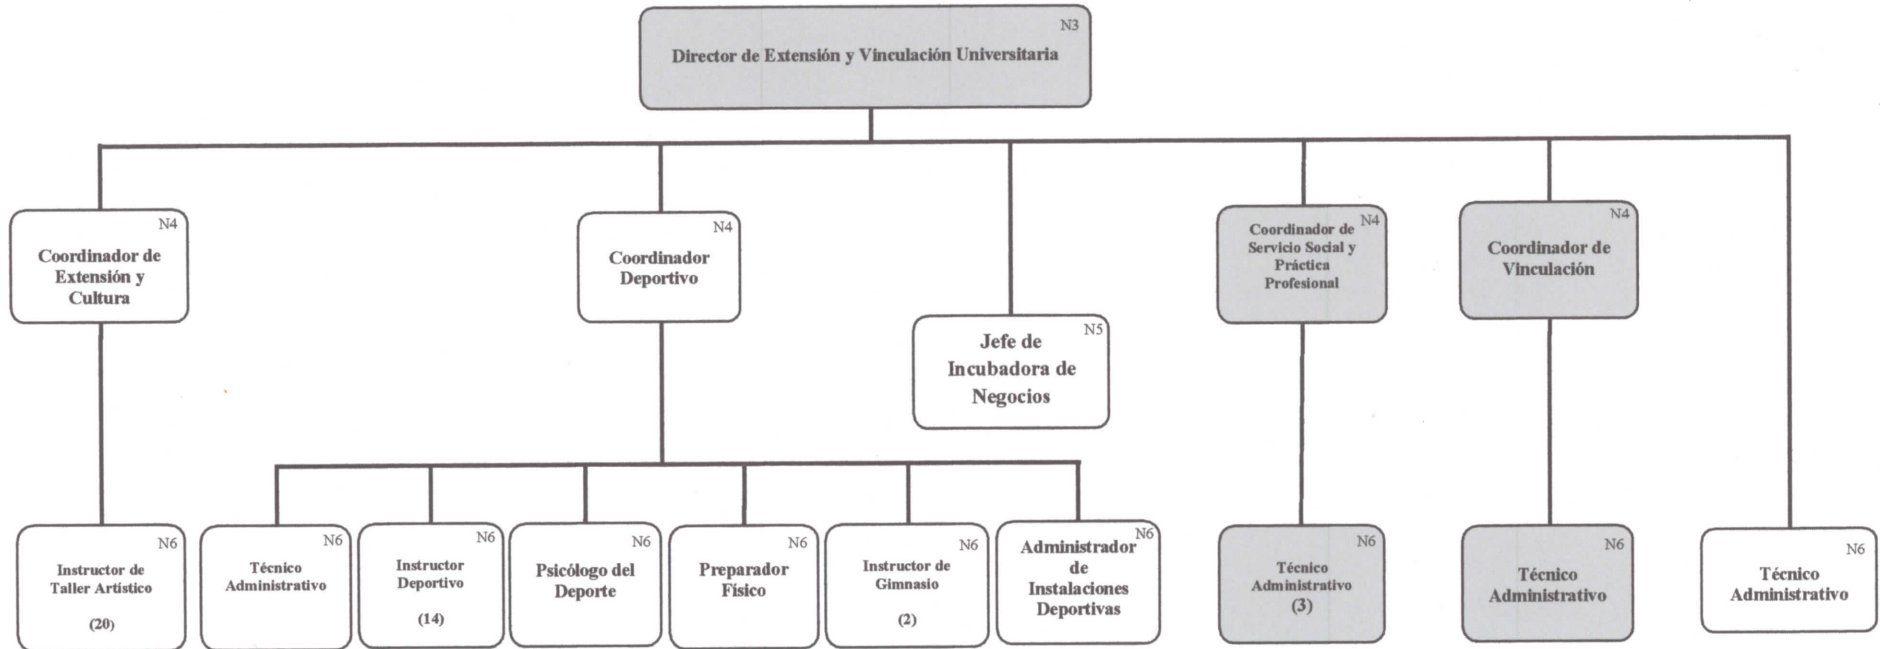 N3
Director de Extensión y Vinculación Universitaria
N4
Coordinador de
Extensión y
Cultura
N4
Coordinador
Deportivo
N5
Jefe de
Incubadora de
Negocios
N4
Coordinador de
Servicio Social y
Práctica
Profesional
N4
Coordinador de
Vinculación
N6
Instructor de
Taller Artístico
(20)
N6
Técnico
Administrativo
N6
Instructor
Deportivo
(14)
N6
Psicólogo del
Deporte
N6
Preparador
Físico
N6
Instructor de
Gimnasio
(2)
N6
Administrador
de
Instalaciones
Deportivas
N6
Técnico
Administrativo
(3)
N6
Técnico
Administrativo
N6
Técnico
Administrativo